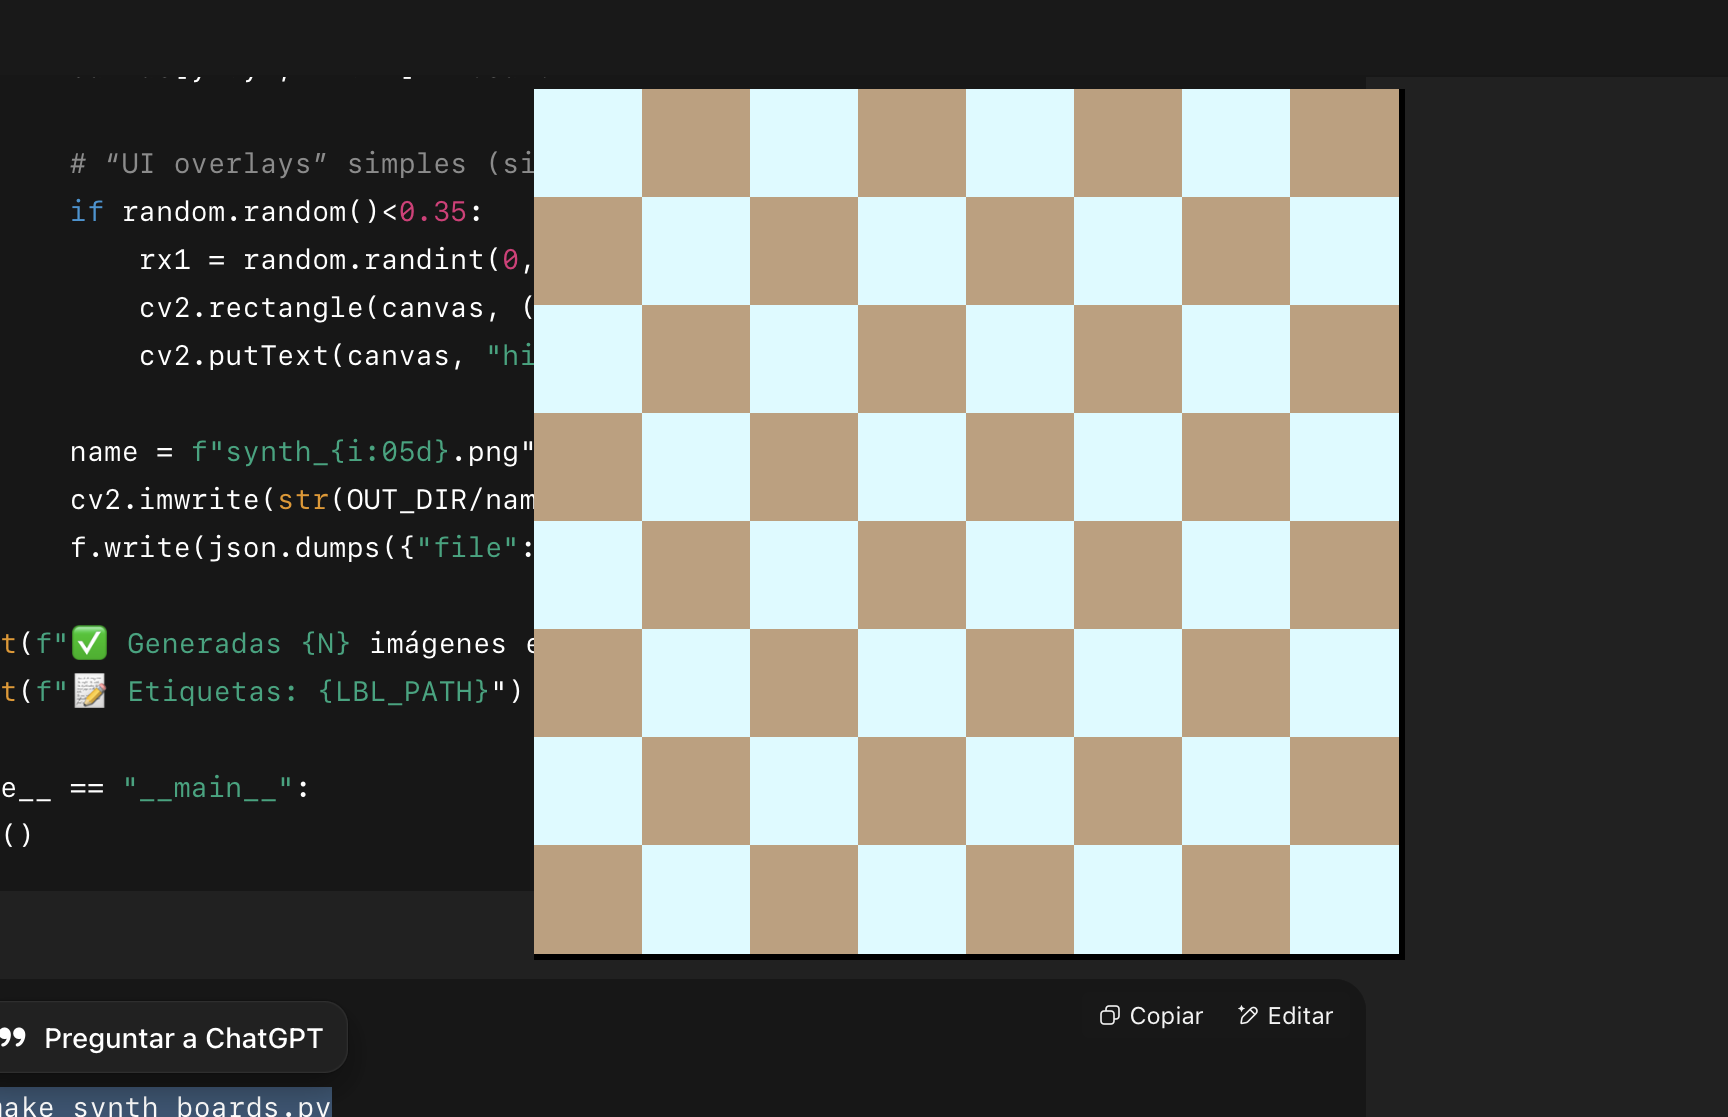 # “UI overlays” simples (si
if random.random()<0.35:
rx1 = random.randint(0,
cv2.rectangle(canvas, (
cv2.putText(canvas, "hi
name = f"synth_{i:05d}.png"
cv2.imwrite(str(OUT_DIR/nam
f.write(json.dumps({"file":
t(f"✅ Generadas {N} imágenes e
t(f"📝 Etiquetas: {LBL_PATH}")
e__ == "__main__":
()
Copiar
Editar
Preguntar a ChatGPT
make_synth_boards.py